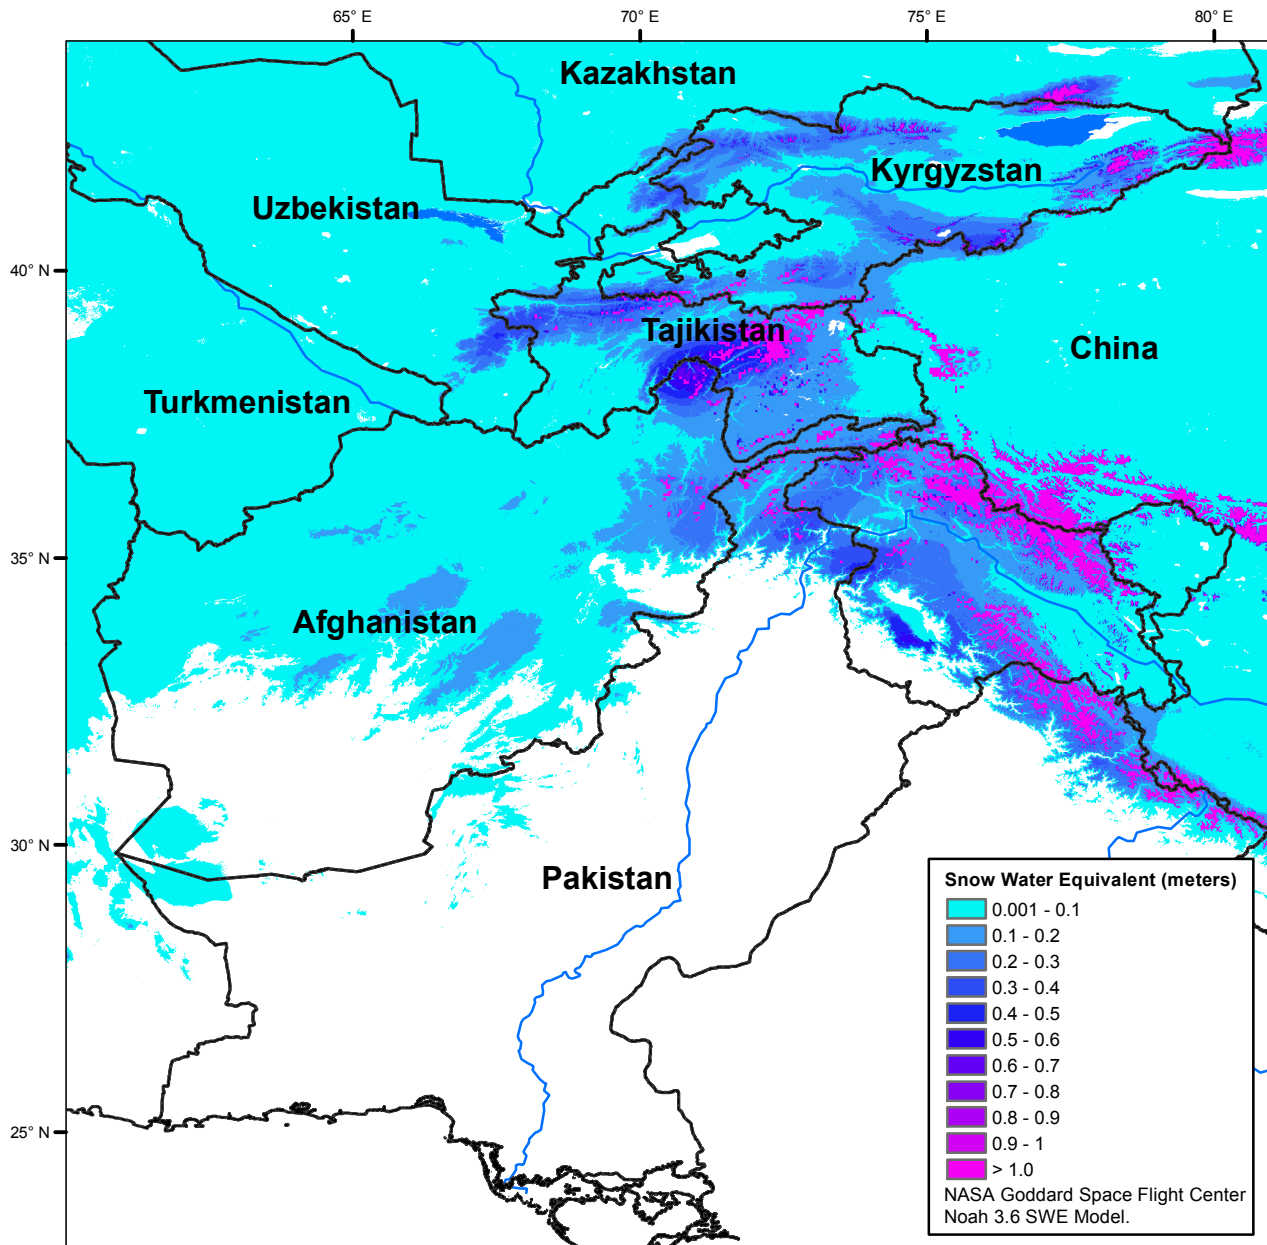 65° E
70° E
75° E
80° E
Kazakhstan
Kyrgyzstan
Uzbekistan
40° N
Tajikistan
China
Turkmenistan
35° N
Afghanistan
30° N
Pakistan
25° N
Snow Water Equivalent (meters)
0.001 - 0.1
0.1 - 0.2
0.2 - 0.3
0.3 - 0.4
0.4 - 0.5
0.5 - 0.6
0.6 - 0.7
0.7 - 0.8
0.8 - 0.9
0.9 - 1
> 1.0
NASA Goddard Space Flight Center
Noah 3.6 SWE Model.